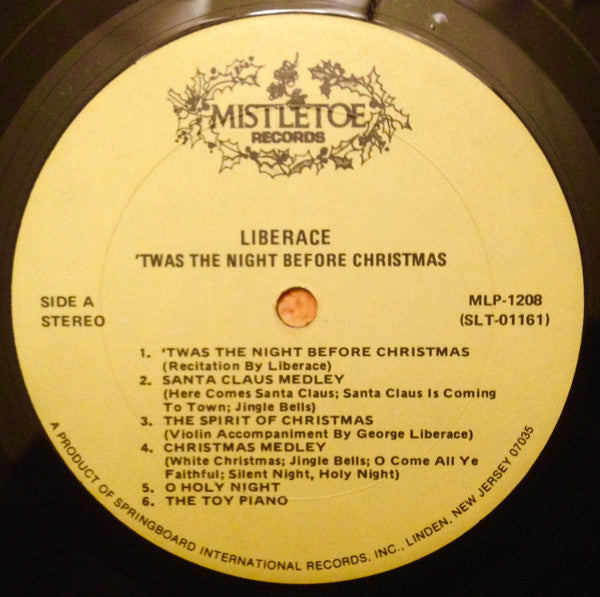 MISTLETOE
RECORDS
LIBERACE
'TWAS THE NIGHT BEFORE CHRISTMAS
SIDE A
STEREO
MLP-1208
(SLT-01161)
1. 'TWAS THE NIGHT BEFORE CHRISTMAS
(Recitation By Liberace)
2. SANTA CLAUS MEDLEY
(Here Comes Santa Claus; Santa Claus Is Coming
To Town; Jingle Bells)
3. THE SPIRIT OF CHRISTMAS
(Violin Accompaniment By George Liberace)
4. CHRISTMAS MEDLEY
(White Christmas; Jingle Bells; O Come All Ye
Faithful; Silent Night, Holy Night)
5. O HOLY NIGHT
6. THE TOY PIANO
A PRODUCT OF SPRINGBOARD INTERNATIONAL RECORDS, INC., LINDEN, NEW JERSEY 07035